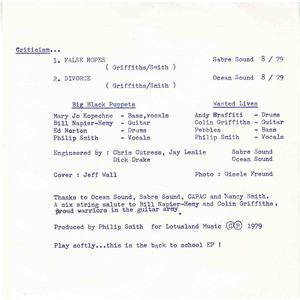 Criticism...
1. FALSE HOPES Sabre Sound 8 / 79
( Griffiths/Smith )
2. DIVORCE Ocean Sound 8 / 79
( Griffiths/Smith )
Big Black Puppets Wanted Lives
Mary Jo Kopechne - Bass,vocals Andy Graffiti - Drums
Bill Napier-Hemy - Guitar Colin Griffiths - Guitar
Ed Norton - Drums Pebbles - Bass
Philip Smith - Vocals Philip Smith - Vocals
Engineered by : Chris Cutress, Jay Leslie Sabre Sound
Dick Drake Ocean Sound
Cover : Jeff Wall Photo : Gisele Freund
Thanks to Ocean Sound, Sabre Sound, CAPAC and Nancy Smith.
A six string salute to Bill Napier-Hemy and Colin Griffiths,
proud warriors in the guitar army
Produced by Philip Smith for Lotusland Music © ℗ 1979
Play softly...this is the back to school EP !